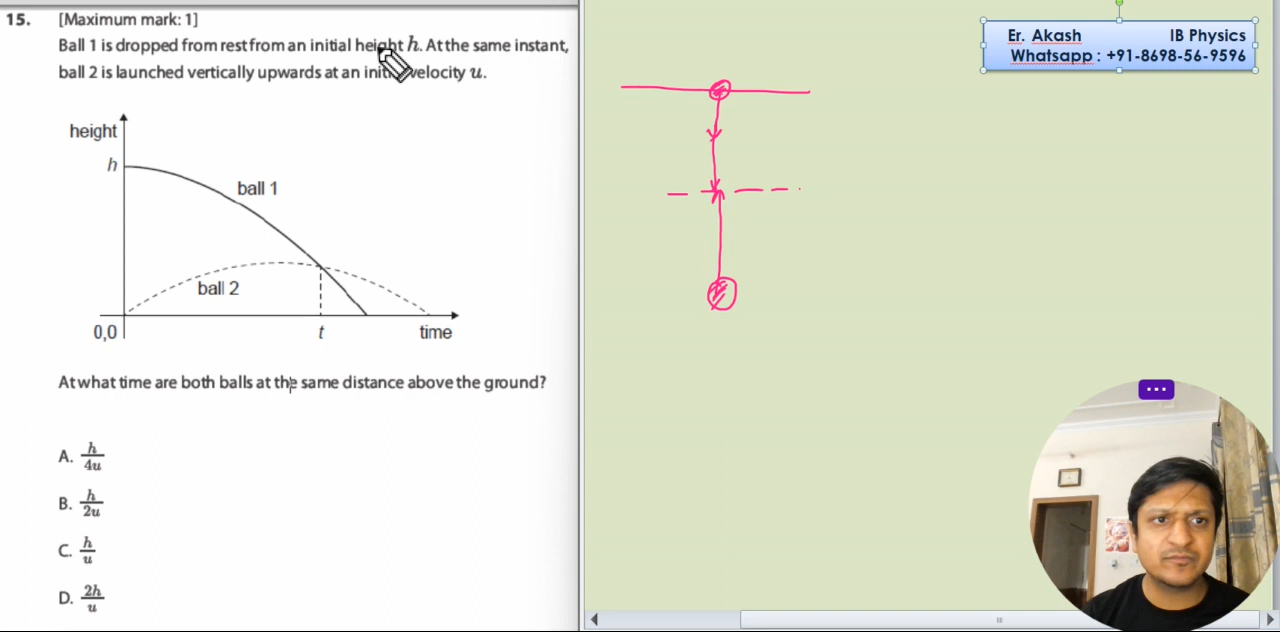 15. [Maximum mark: 1]
Ball 1 is dropped from rest from an initial height h. At the same instant,
ball 2 is launched vertically upwards at an initial velocity u.
height
h
ball 1
ball 2
0,0
t
time
At what time are both balls at the same distance above the ground?
A. h/4u
B. h/2u
C. h/u
D. 2h/u
Er. Akash IB Physics
Whatsapp : +91-8698-56-9596